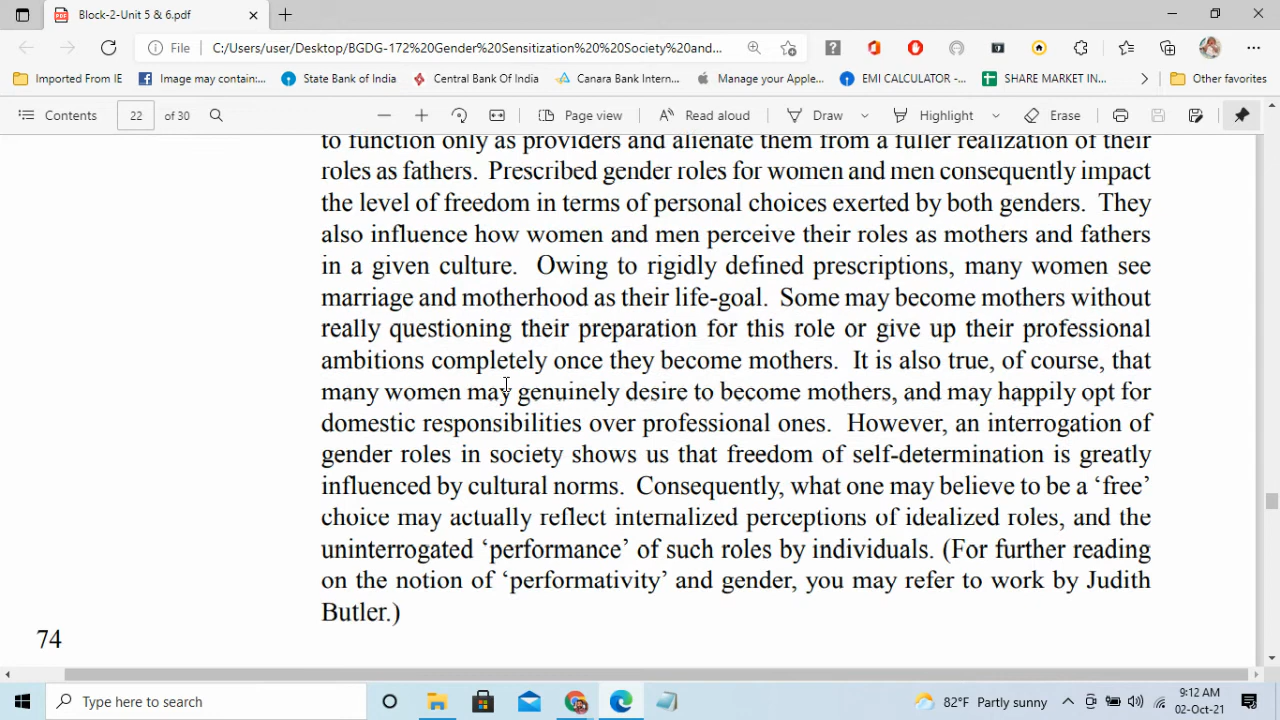 Block-2-Unit 5 & 6.pdf
File C:/Users/user/Desktop/BGDG-172%20Gender%20Sensitization%20%20Society%20and...
Imported From IE Image may contain:... State Bank of India Central Bank Of India Canara Bank Intern... Manage your Apple... EMI CALCULATOR -... SHARE MARKET IN... Other favorites
Contents 22 of 30 Page view Read aloud Draw Highlight Erase
to function only as providers and alienate them from a fuller realization of their
roles as fathers. Prescribed gender roles for women and men consequently impact
the level of freedom in terms of personal choices exerted by both genders. They
also influence how women and men perceive their roles as mothers and fathers
in a given culture. Owing to rigidly defined prescriptions, many women see
marriage and motherhood as their life-goal. Some may become mothers without
really questioning their preparation for this role or give up their professional
ambitions completely once they become mothers. It is also true, of course, that
many women may genuinely desire to become mothers, and may happily opt for
domestic responsibilities over professional ones. However, an interrogation of
gender roles in society shows us that freedom of self-determination is greatly
influenced by cultural norms. Consequently, what one may believe to be a ‘free’
choice may actually reflect internalized perceptions of idealized roles, and the
uninterrogated ‘performance’ of such roles by individuals. (For further reading
on the notion of ‘performativity’ and gender, you may refer to work by Judith
Butler.)
74
Type here to search 82°F Partly sunny 9:12 AM
02-Oct-21